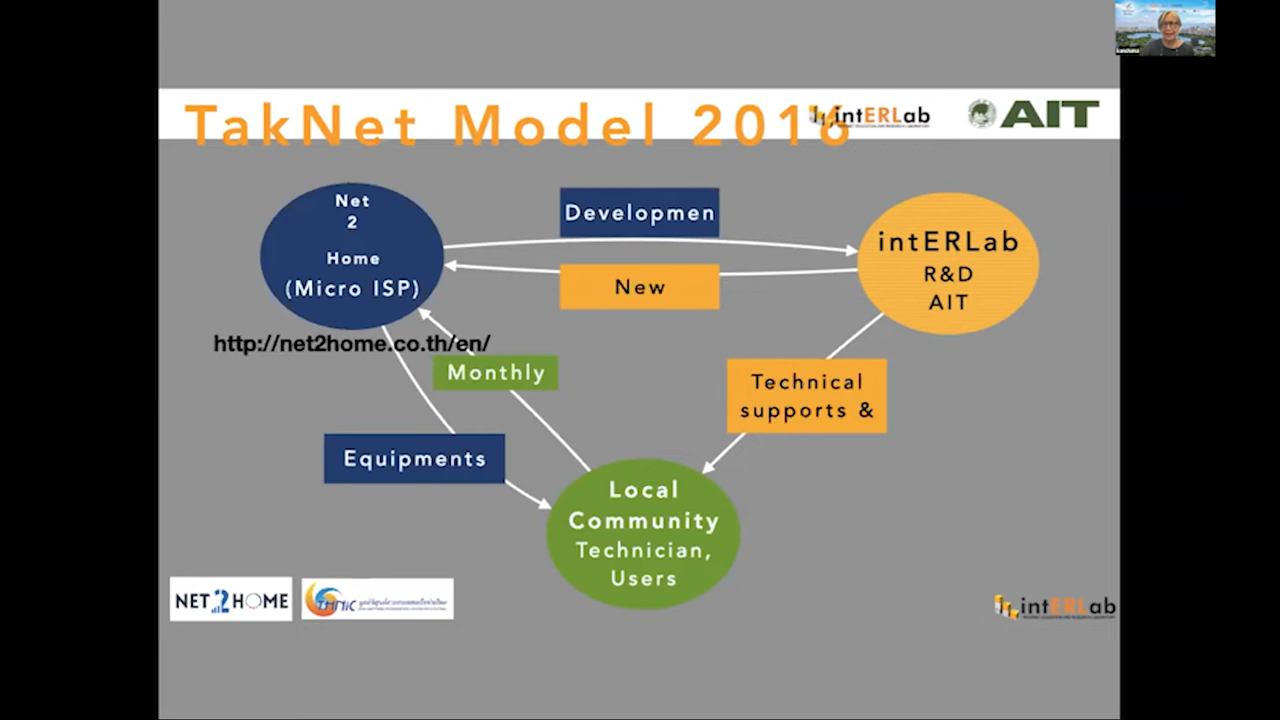 TakNet Model 2016
intERLab
AIT
Net
2
Home
(Micro ISP)
Developmen
New
intERLab
R&D
AIT
http://net2home.co.th/en/
Monthly
Technical
supports &
Equipments
Local
Community
Technician,
Users
NET2HOME
THNIC
intERLab